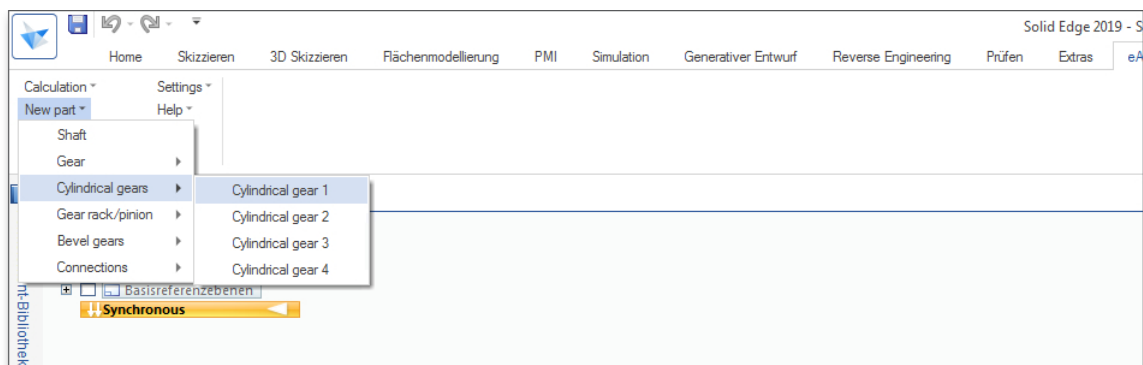 Solid Edge 2019 - S
Home Skizzieren 3D Skizzieren Flächenmodellierung PMI Simulation Generativer Entwurf Reverse Engineering Prüfen Extras eA
Calculation Settings
New part Help
Shaft
Gear
Cylindrical gears Cylindrical gear 1
Gear rack/pinion Cylindrical gear 2
Bevel gears Cylindrical gear 3
Connections Cylindrical gear 4
Basisreferenzebenen
Synchronous
nt-Bibliothek